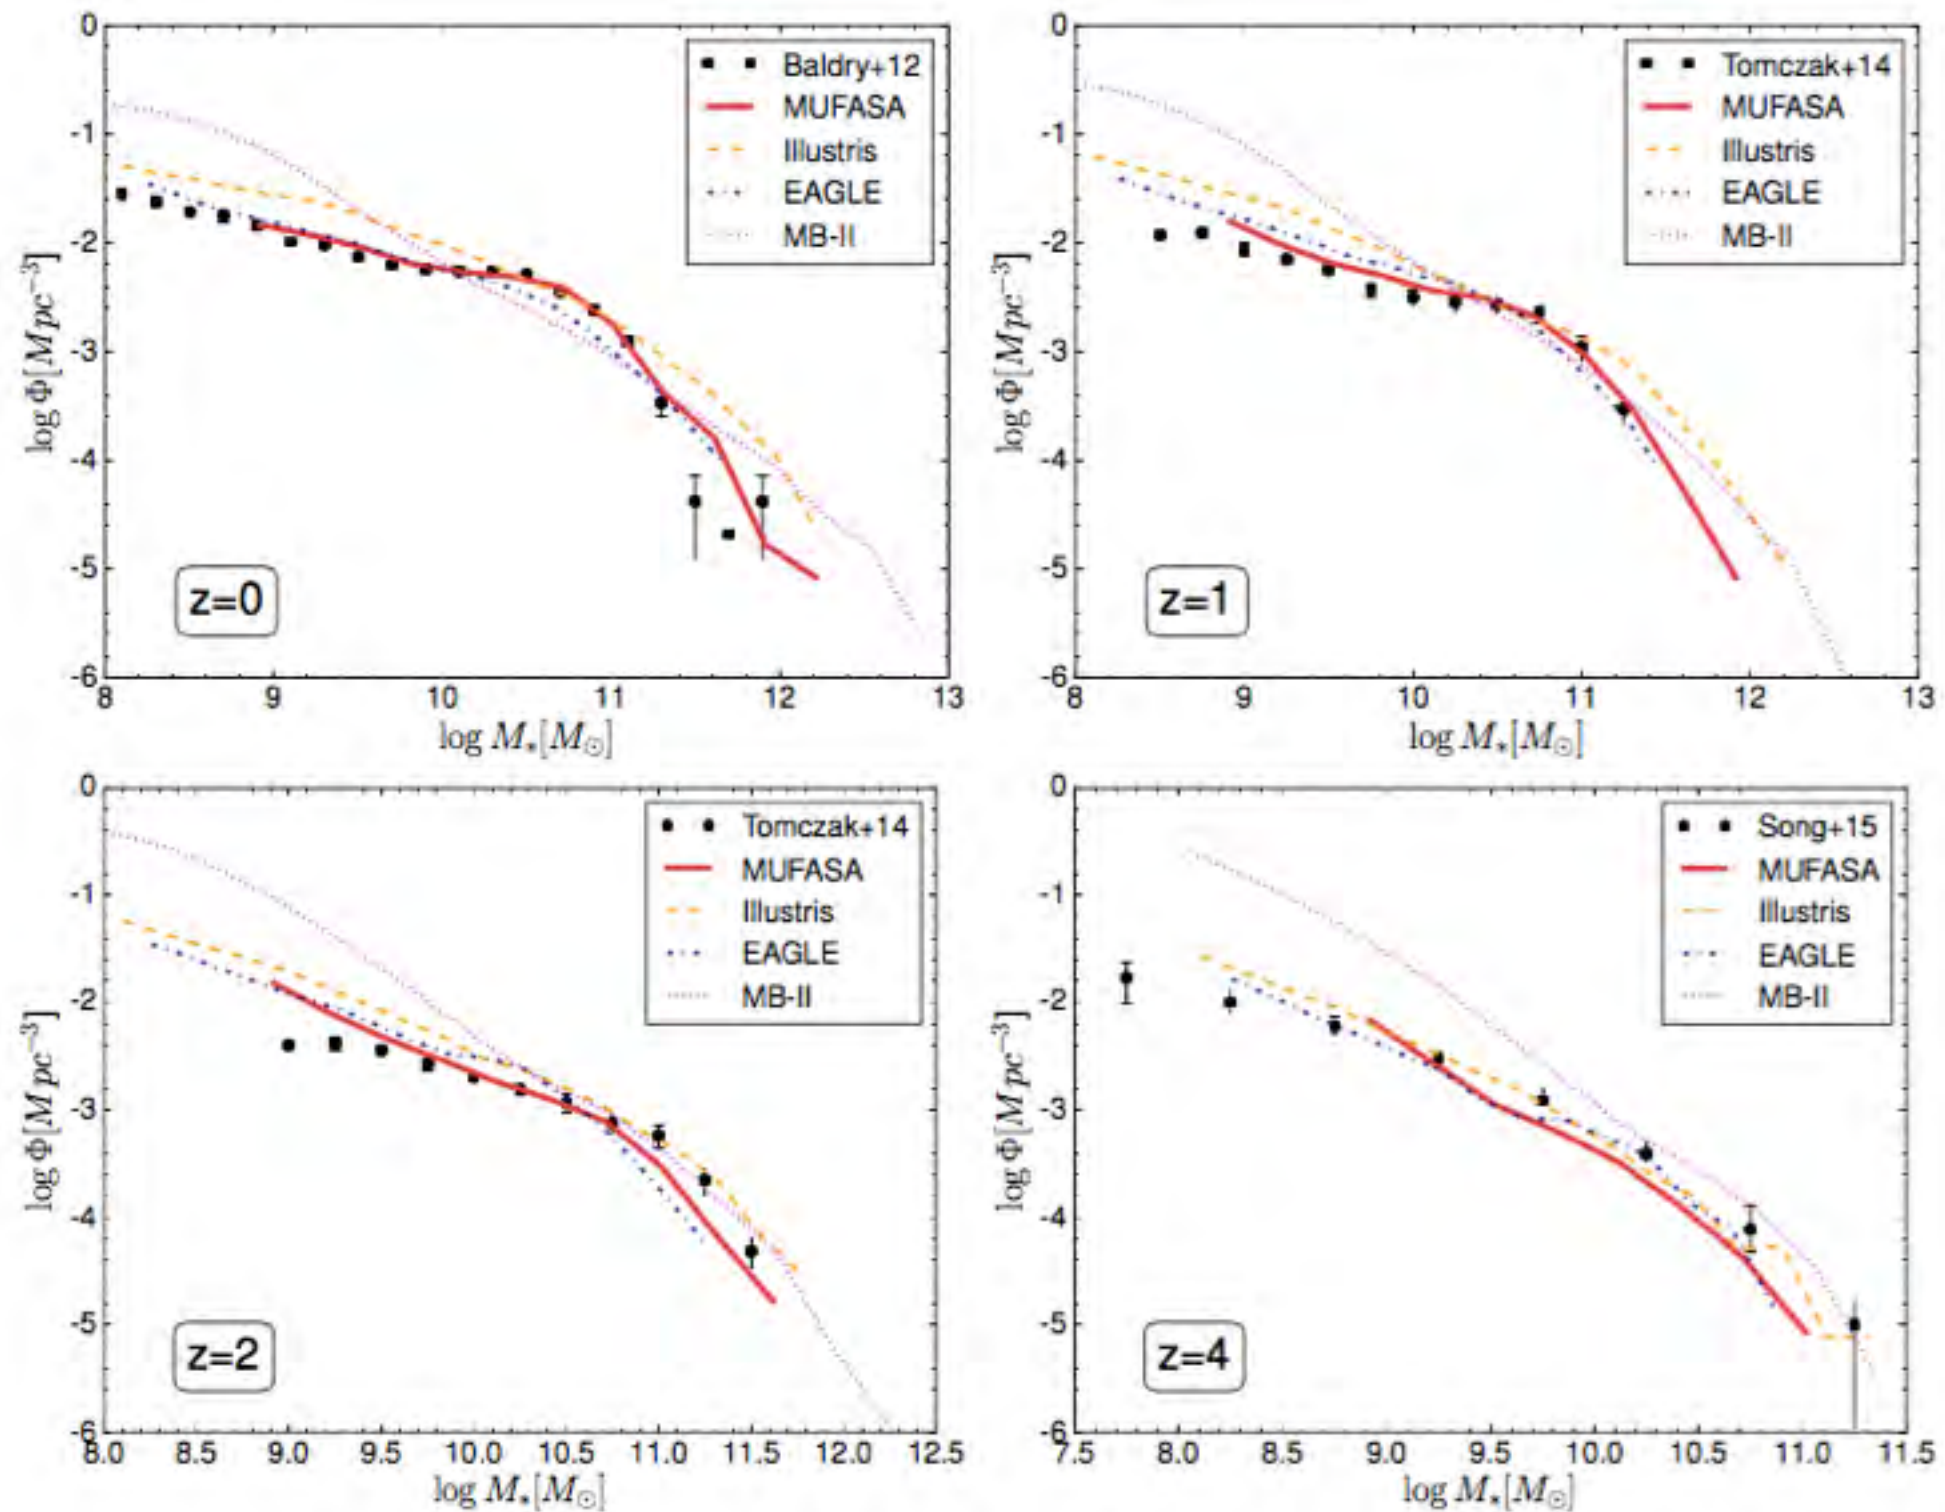 0
-1
-2
-3
-4
-5
-6
log Φ[Mpc⁻³]
Baldry+12
MUFASA
Illustris
EAGLE
MB-II
z=0
8 9 10 11 12 13
log M*[M⊙]
0
-1
-2
-3
-4
-5
-6
log Φ[Mpc⁻³]
Tomczak+14
MUFASA
Illustris
EAGLE
MB-II
z=1
8 9 10 11 12 13
log M*[M⊙]
0
-1
-2
-3
-4
-5
-6
log Φ[Mpc⁻³]
Tomczak+14
MUFASA
Illustris
EAGLE
MB-II
z=2
8.0 8.5 9.0 9.5 10.0 10.5 11.0 11.5 12.0 12.5
log M*[M⊙]
0
-1
-2
-3
-4
-5
-6
log Φ[Mpc⁻³]
Song+15
MUFASA
Illustris
EAGLE
MB-II
z=4
7.5 8.0 8.5 9.0 9.5 10.0 10.5 11.0 11.5
log M*[M⊙]